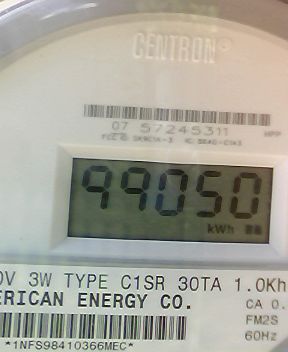 CENTRON®
07 57245311
99050
kWh
0V 3W TYPE C1SR 30TA 1.0Kh
ERICAN ENERGY CO.
CA 0.
FM2S
60Hz
*1NFS98410366MEC*